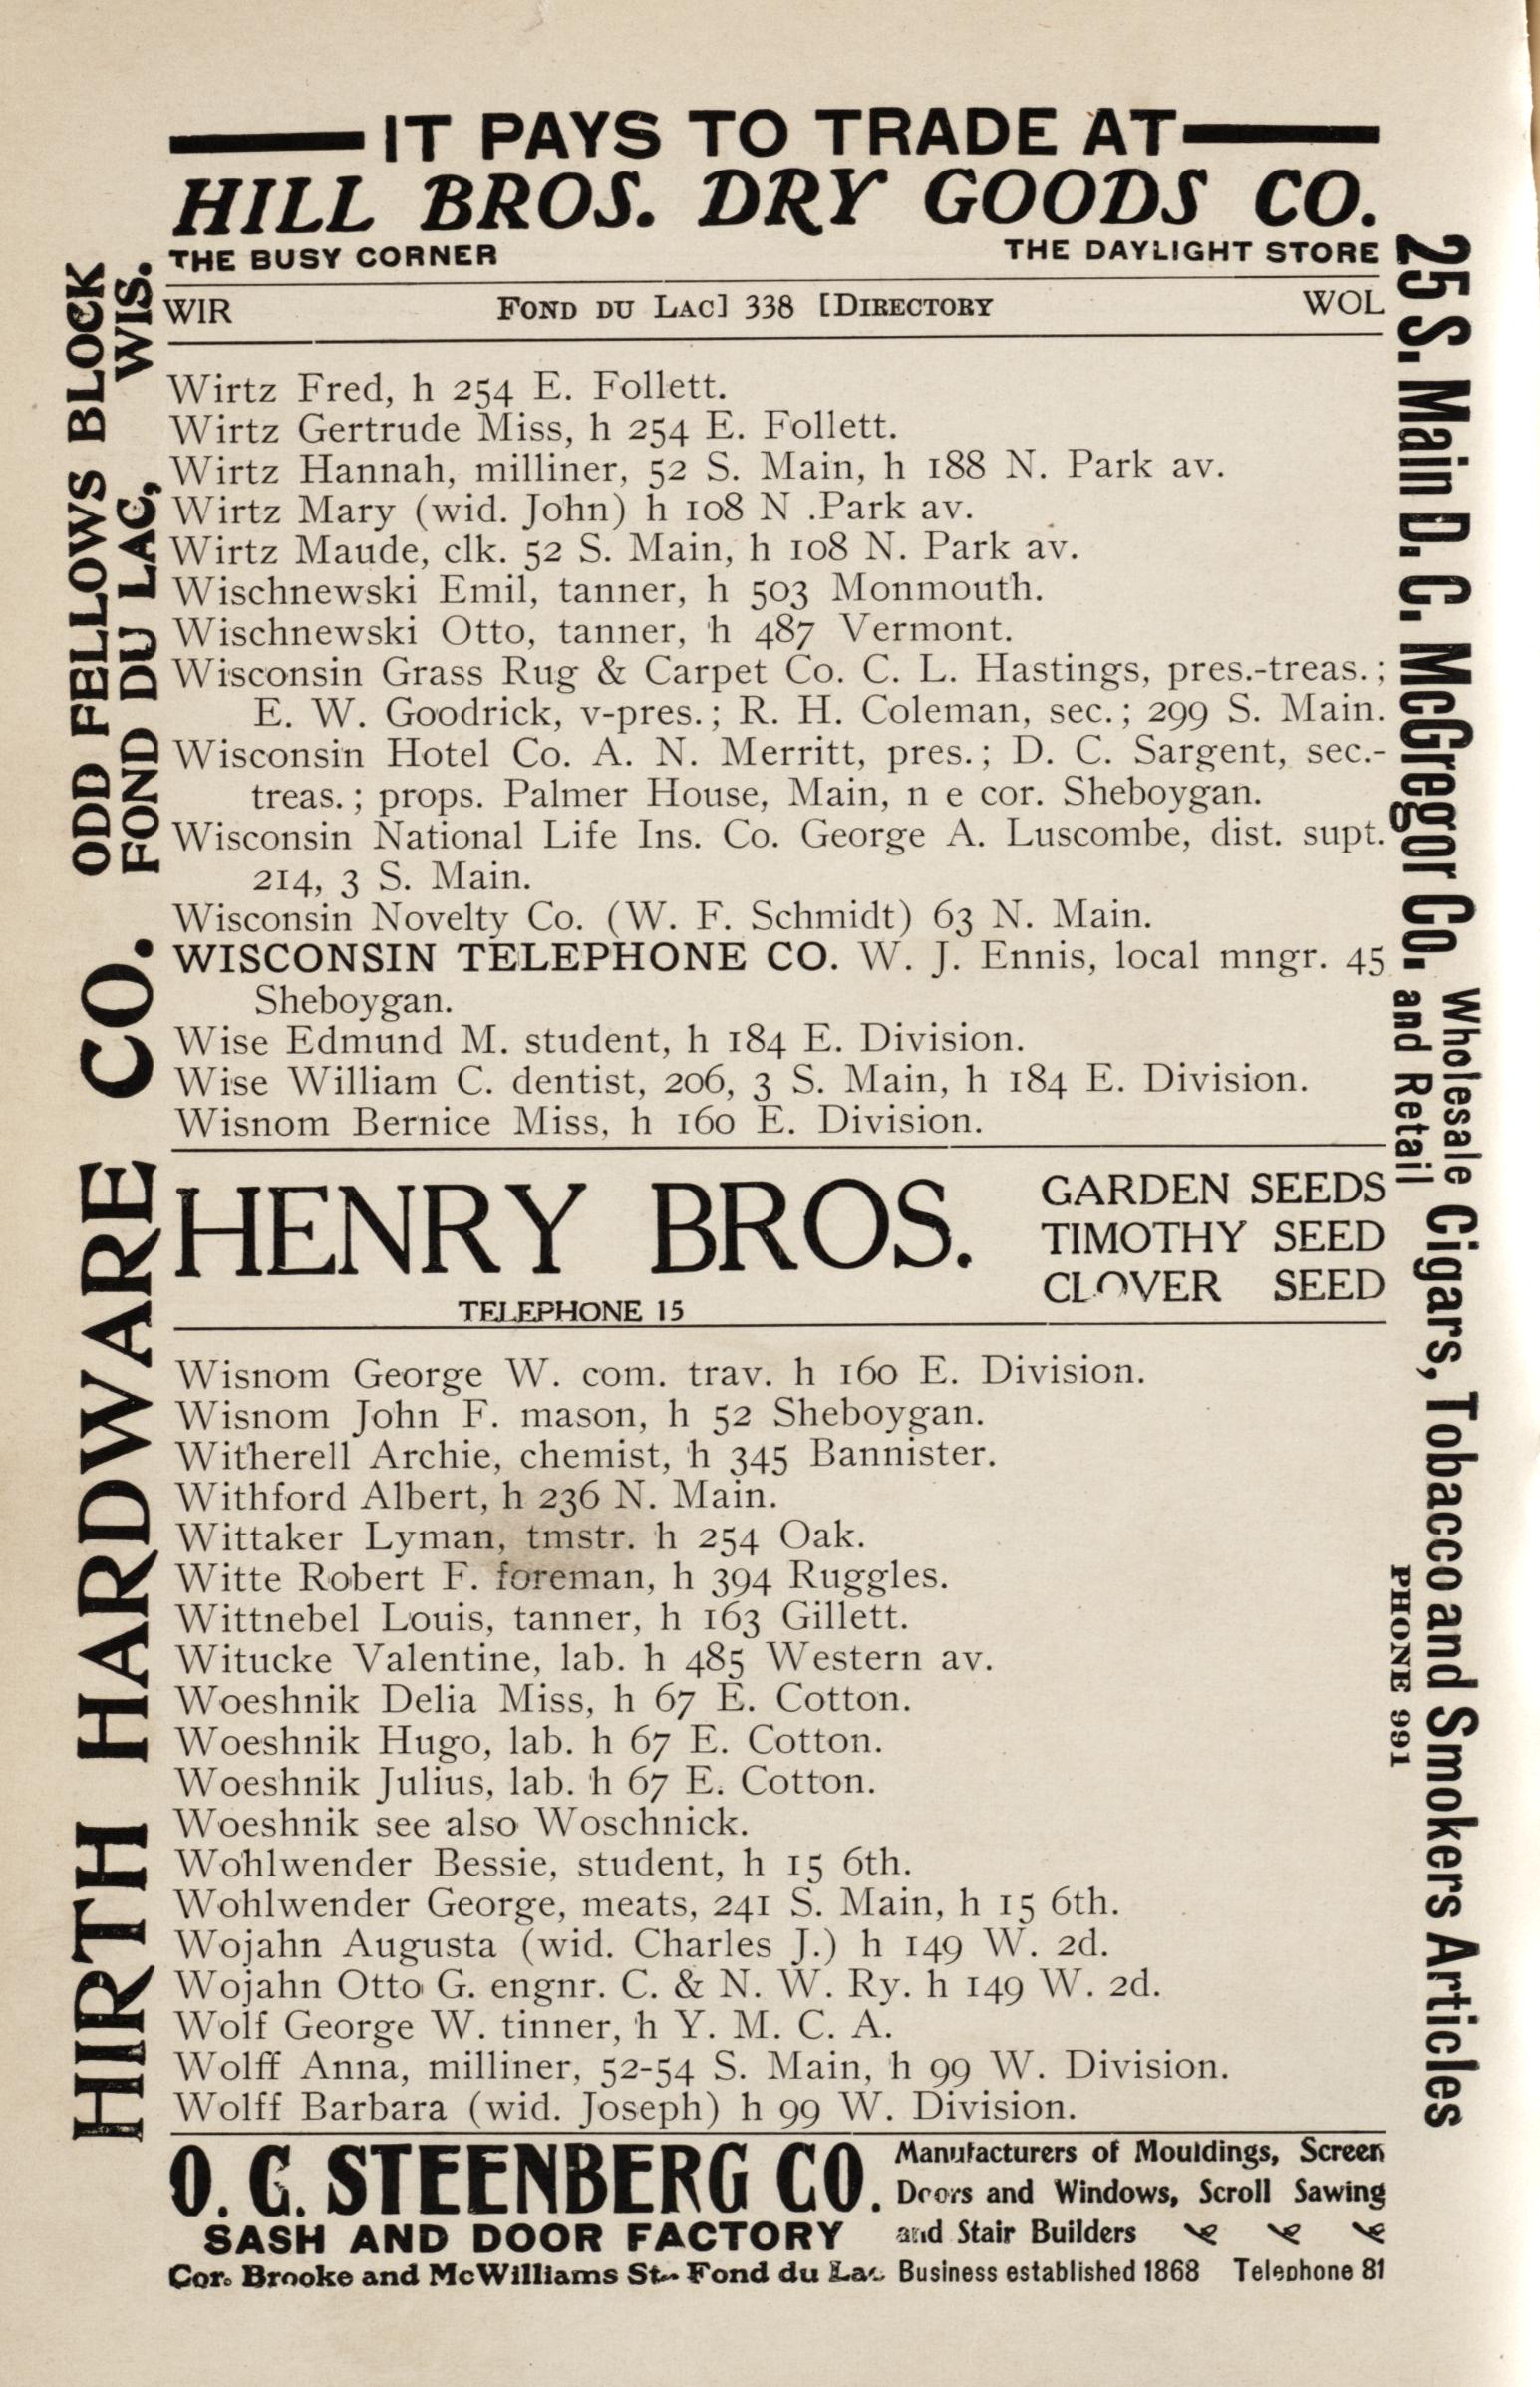 IT PAYS TO TRADE AT
HILL BROS. DRY GOODS CO.
THE BUSY CORNER THE DAYLIGHT STORE
WIR FOND DU LAC] 338 [DIRECTORY WOL
Wirtz Fred, h 254 E. Follett.
Wirtz Gertrude Miss, h 254 E. Follett.
Wirtz Hannah, milliner, 52 S. Main, h 188 N. Park av.
Wirtz Mary (wid. John) h 108 N .Park av.
Wirtz Maude, clk. 52 S. Main, h 108 N. Park av.
Wischnewski Emil, tanner, h 503 Monmouth.
Wischnewski Otto, tanner, h 487 Vermont.
Wisconsin Grass Rug & Carpet Co. C. L. Hastings, pres.-treas.;
E. W. Goodrick, v-pres.; R. H. Coleman, sec.; 299 S. Main.
Wisconsin Hotel Co. A. N. Merritt, pres.; D. C. Sargent, sec.-
treas.; props. Palmer House, Main, n e cor. Sheboygan.
Wisconsin National Life Ins. Co. George A. Luscombe, dist. supt.
214, 3 S. Main.
Wisconsin Novelty Co. (W. F. Schmidt) 63 N. Main.
WISCONSIN TELEPHONE CO. W. J. Ennis, local mngr. 45
Sheboygan.
Wise Edmund M. student, h 184 E. Division.
Wise William C. dentist, 206, 3 S. Main, h 184 E. Division.
Wisnom Bernice Miss, h 160 E. Division.
HENRY BROS.
TELEPHONE 15
GARDEN SEEDS
TIMOTHY SEED
CLOVER SEED
Wisnom George W. com. trav. h 160 E. Division.
Wisnom John F. mason, h 52 Sheboygan.
Witherell Archie, chemist, h 345 Bannister.
Withford Albert, h 236 N. Main.
Wittaker Lyman, tmstr. h 254 Oak.
Witte Robert F. foreman, h 394 Ruggles.
Wittnebel Louis, tanner, h 163 Gillett.
Witucke Valentine, lab. h 485 Western av.
Woeshnik Delia Miss, h 67 E. Cotton.
Woeshnik Hugo, lab. h 67 E. Cotton.
Woeshnik Julius, lab. h 67 E. Cotton.
Woeshnik see also Woschnick.
Wohlwender Bessie, student, h 15 6th.
Wohlwender George, meats, 241 S. Main, h 15 6th.
Wojahn Augusta (wid. Charles J.) h 149 W. 2d.
Wojahn Otto G. engnr. C. & N. W. Ry. h 149 W. 2d.
Wolf George W. tinner, h Y. M. C. A.
Wolff Anna, milliner, 52-54 S. Main, h 99 W. Division.
Wolff Barbara (wid. Joseph) h 99 W. Division.
O. C. STEENBERG CO.
SASH AND DOOR FACTORY
Cor. Brooke and McWilliams St. Fond du Lac
Manufacturers of Mouldings, Screen
Doors and Windows, Scroll Sawing
and Stair Builders
Business established 1868 Telephone 81
HIRTH HARDWARE CO.
ODD FELLOWS BLOCK
FOND DU LAC, WIS.
25 S. Main D. C. McGregor Co.
Wholesale
and Retail
Cigars, Tobacco and Smokers Articles
PHONE 991